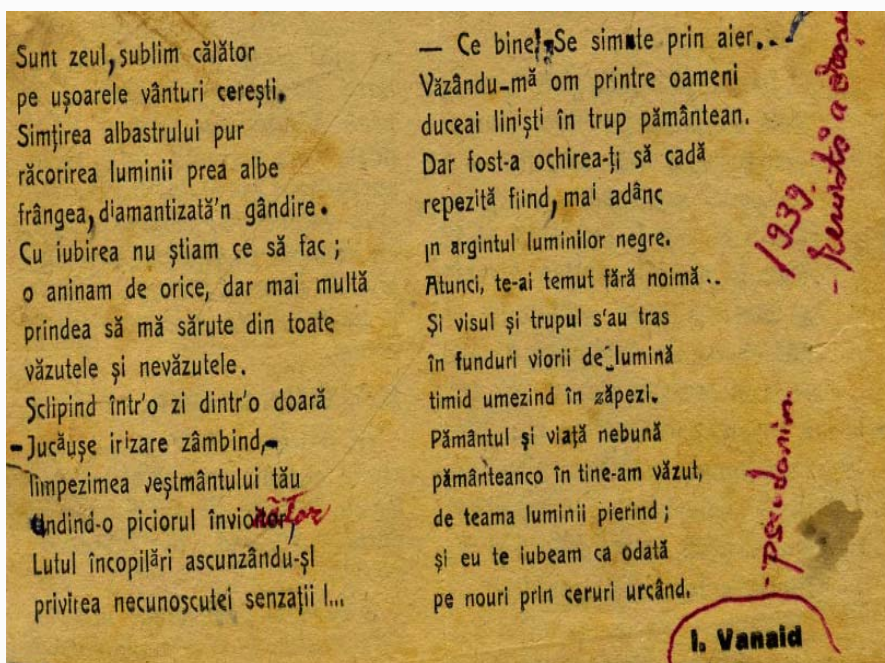 Sunt zeul, sublim călător
pe ușoarele vânturi cerești.
Simțirea albastrului pur
răcorirea luminii prea albe
frângea, diamantizată'n gândire.
Cu iubirea nu știam ce să fac ;
o aninam de orice, dar mai multă
prindea să mă sărute din toate
văzutele și nevăzutele.
Sclipind într'o zi dintr'o doară
-Jucăușe irizare zâmbind,-
limpezimea veștmântului tău
Undind-o piciorul înviorător,
Lutul încopilări ascunzându-și
privirea necunoscutei senzații !...
— Ce bine! Se simte prin aier...
Văzându-mă om printre oameni
duceai liniști în trup pământean.
Dar fost-a ochirea-ți să cadă
repezită fiind, mai adânc
în argintul luminilor negre.
Atunci, te-ai temut fără noimă ..
Și visul și trupul s'au tras
în funduri viorii de lumină
timid umezind în zăpezi.
Pământul și viață nebună
pământeanco în tine-am văzut,
de teama luminii pierind ;
și eu te iubeam ca odată
pe nouri prin ceruri urcând.
I. Vanaid
1939.
- Revista a
- pseudonim.